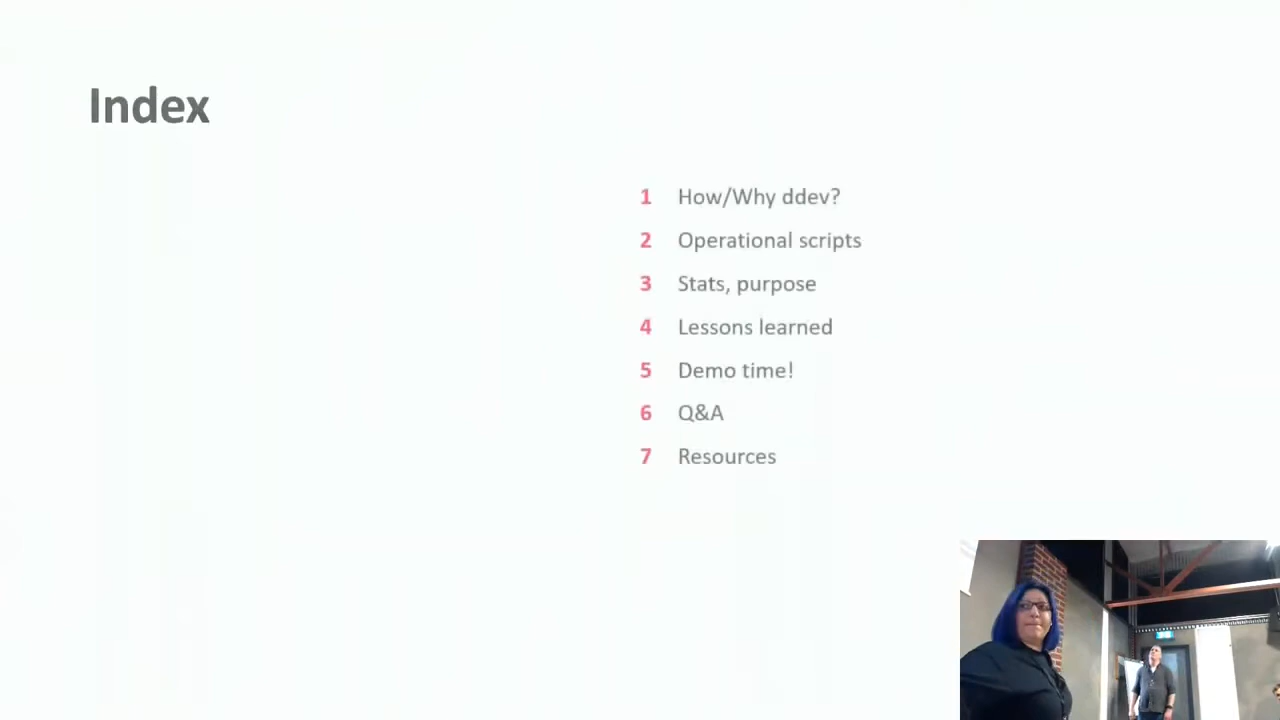 Index
1 How/Why ddev?
2 Operational scripts
3 Stats, purpose
4 Lessons learned
5 Demo time!
6 Q&A
7 Resources